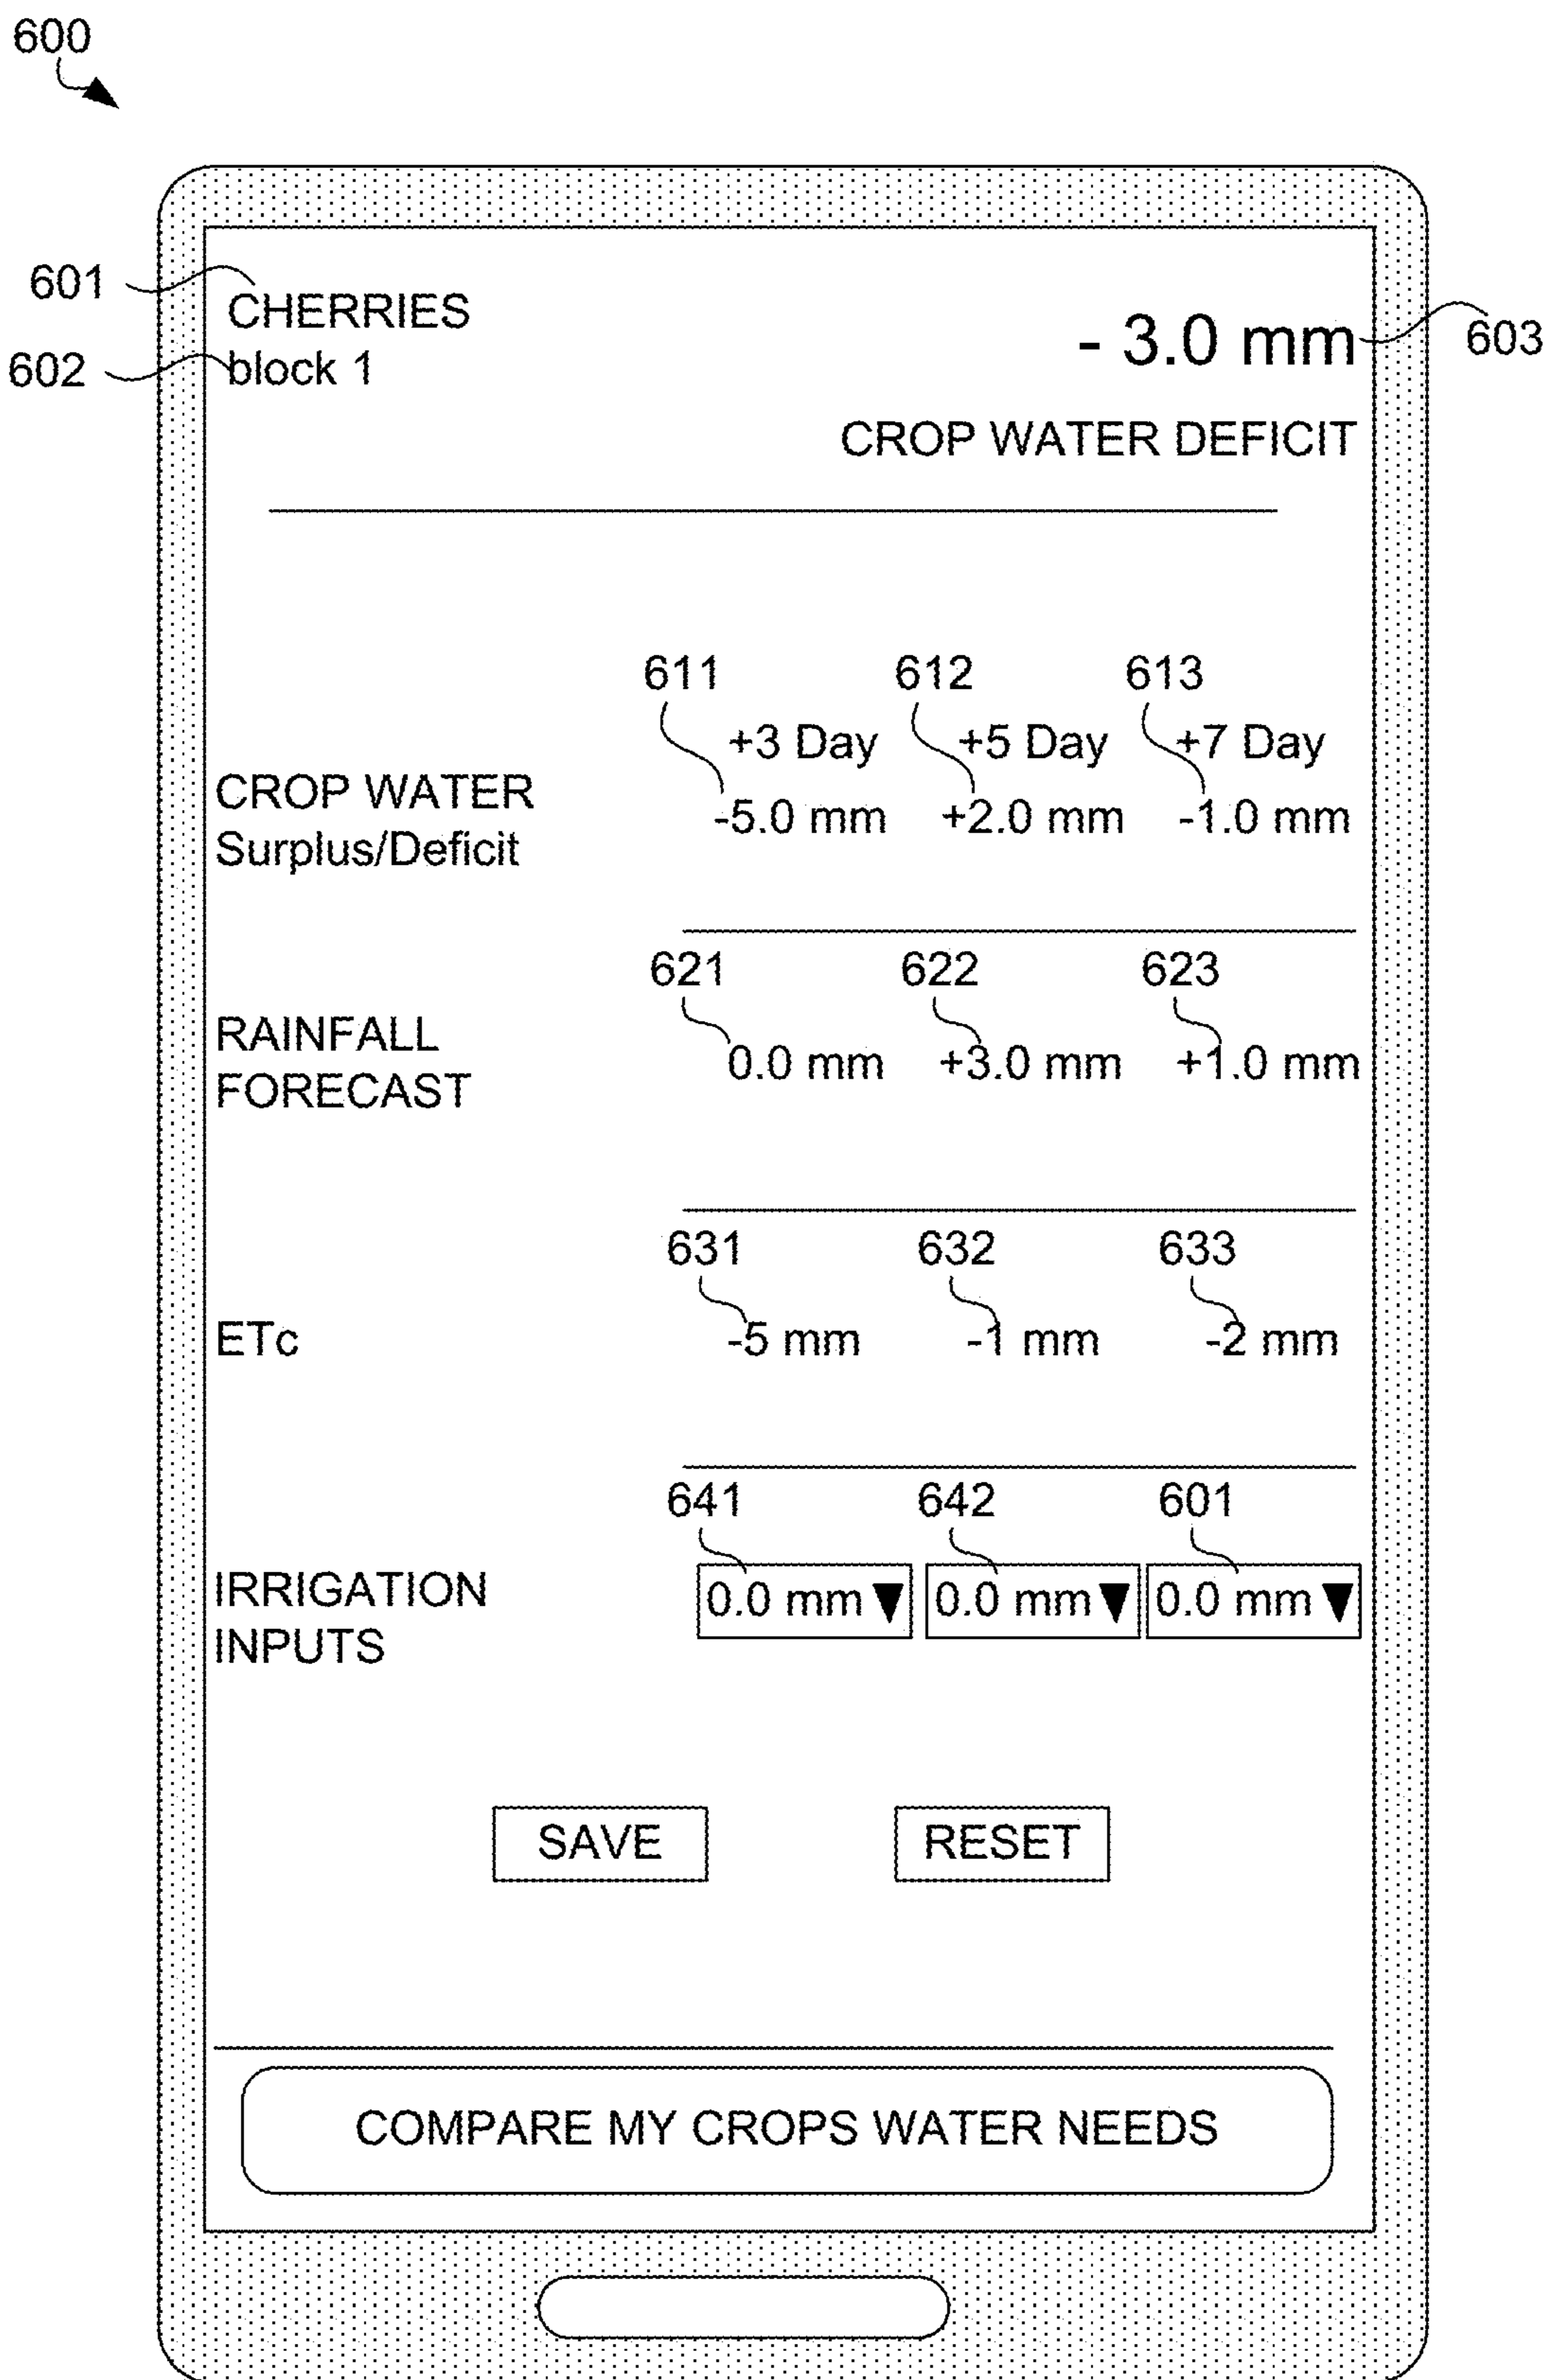 600
601
CHERRIES
- 3.0 mm
603
602
block 1
CROP WATER DEFICIT
611 612 613
+3 Day +5 Day +7 Day
CROP WATER
-5.0 mm +2.0 mm -1.0 mm
Surplus/Deficit
621 622 623
RAINFALL
0.0 mm +3.0 mm +1.0 mm
FORECAST
631 632 633
ETc -5 mm -1 mm -2 mm
641 642 601
IRRIGATION
0.0 mm 0.0 mm 0.0 mm
INPUTS
SAVE RESET
COMPARE MY CROPS WATER NEEDS